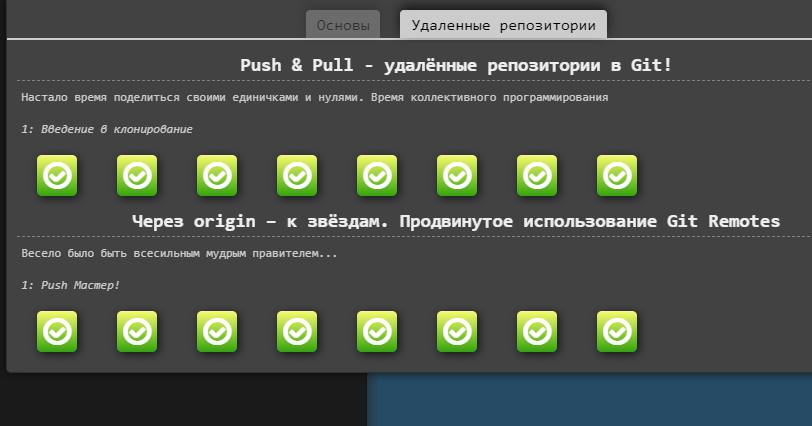 Основы
Удаленные репозитории
Push & Pull - удалённые репозитории в Git!
Настало время поделиться своими единичками и нулями. Время коллективного программирования
1: Введение в клонирование
Через origin – к звёздам. Продвинутое использование Git Remotes
Весело было быть всесильным мудрым правителем...
1: Push Мастер!